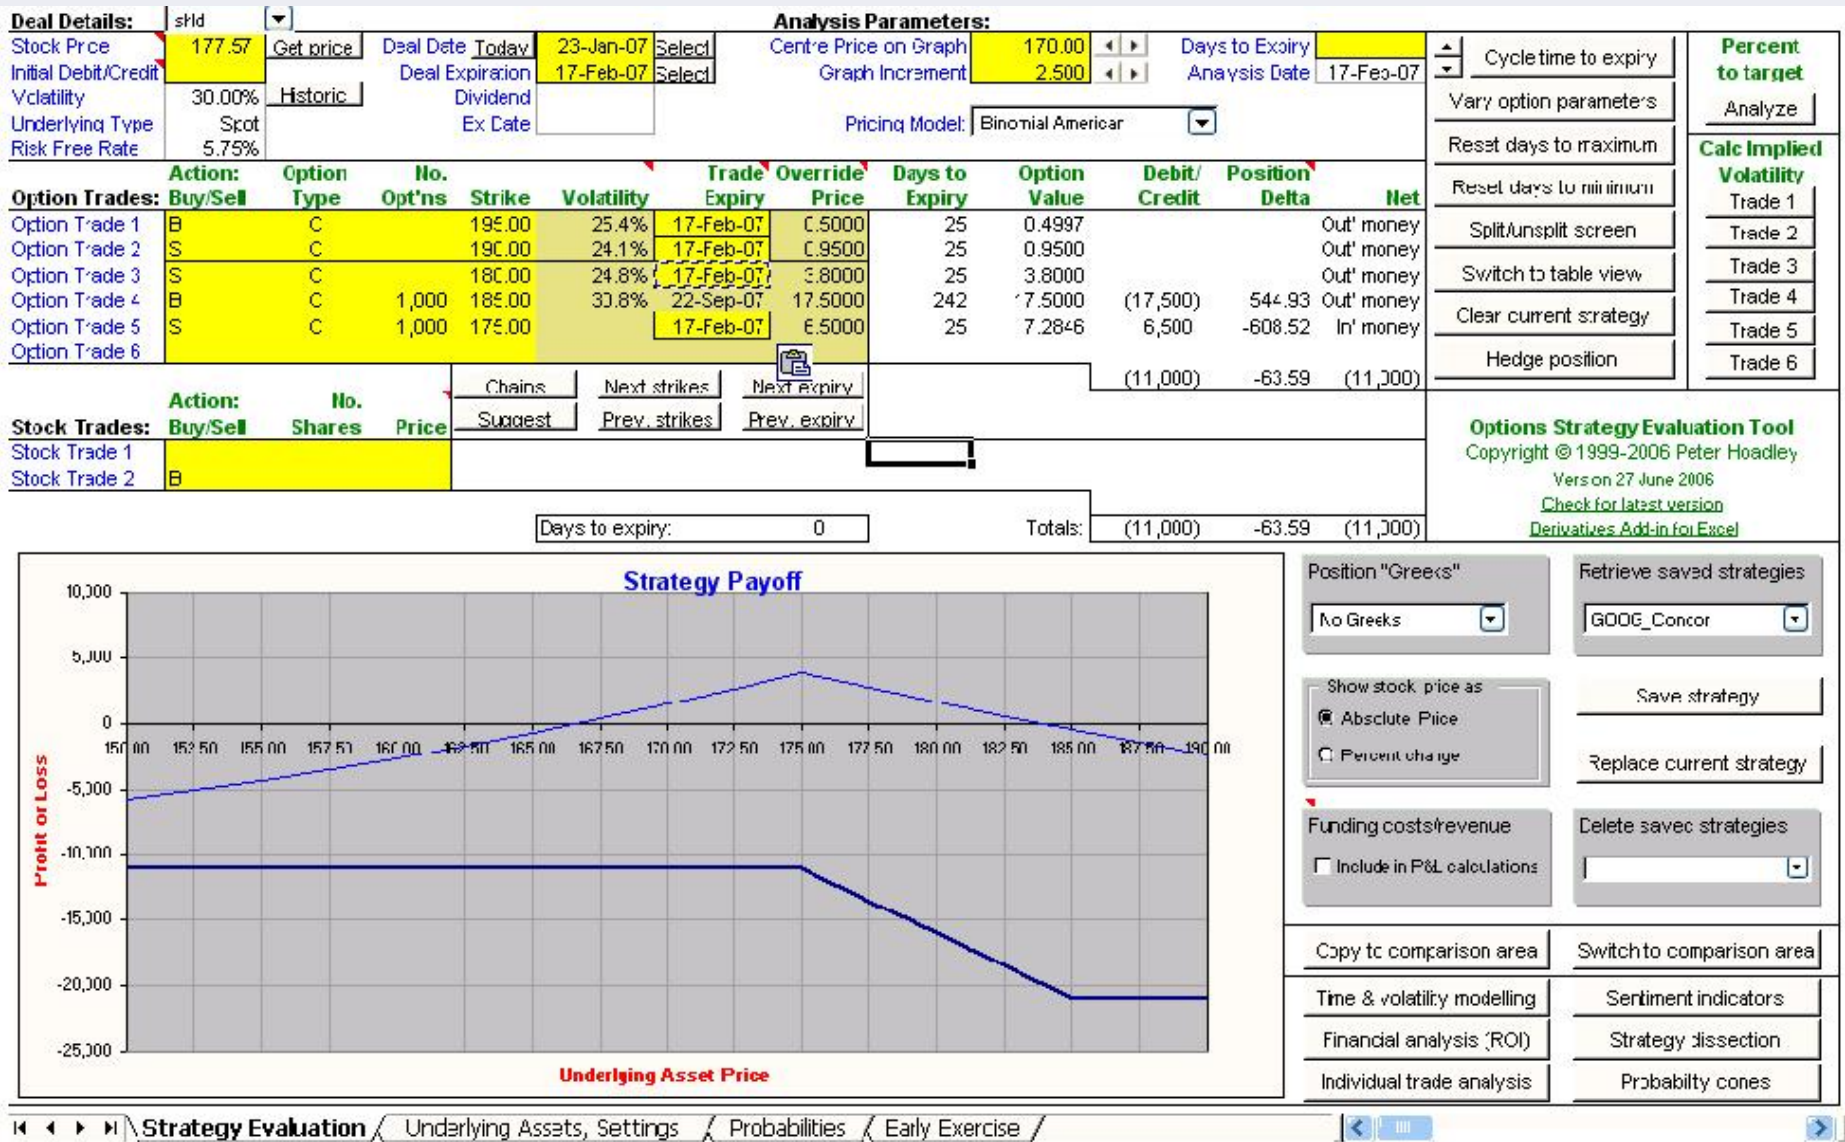 Deal Details: shld Analysis Parameters:
Stock Price 177.57 Get price Deal Date Today 23-Jan-07 Select Centre Price on Graph 170.00 Days to Expiry Cycle time to expiry Percent
Initial Debit/Credit Deal Expiration 17-Feb-07 Select Graph Increment 2.500 Analysis Date 17-Feb-07 to target
Volatility 30.00% Historic Dividend Vary option parameters Analyze
Underlying Type Spot Ex Date Pricing Model: Binomial American
Risk Free Rate 5.75% Reset days to maximum Calc Implied
Action: Option No. Trade Override Days to Option Debit/ Position Volatility
Option Trades: Buy/Sell Type Opt'ns Strike Volatility Expiry Price Expiry Value Credit Delta Net Reset days to minimum Trade 1
Option Trade 1 B C 195.00 25.4% 17-Feb-07 0.5000 25 0.4997 Out' money Split/unsplit screen Trade 2
Option Trade 2 S C 190.00 24.1% 17-Feb-07 0.9500 25 0.9500 Out' money
Option Trade 3 S C 180.00 24.8% 17-Feb-07 3.8000 25 3.8000 Out' money Switch to table view Trade 3
Option Trade 4 B C 1,000 185.00 30.8% 22-Sep-07 17.5000 242 17.5000 (17,500) 544.93 Out' money Trade 4
Option Trade 5 S C 1,000 175.00 17-Feb-07 6.5000 25 7.2846 6,500 -608.52 In' money Clear current strategy Trade 5
Option Trade 6 Hedge position Trade 6
Chains Next strikes Next expiry (11,000) -63.59 (11,000)
Action: No.
Stock Trades: Buy/Sell Shares Price Suggest Prev. strikes Prev. expiry Options Strategy Evaluation Tool
Stock Trade 1 Copyright © 1999-2006 Peter Hoadley
Stock Trade 2 B Version 27 June 2006
Check for latest version
Days to expiry: 0 Totals: (11,000) -63.59 (11,000) Derivatives Add-in for Excel
Strategy Payoff
Position "Greeks" Retrieve saved strategies
No Greeks GOOG_Condor
Show stock price as Save strategy
Absolute Price
Percent change Replace current strategy
Funding costs/revenue Delete saved strategies
Include in P&L calculations
10,000
5,000
0
150.00 152.50 155.00 157.50 160.00 162.50 165.00 167.50 170.00 172.50 175.00 177.50 180.00 182.50 185.00 187.50 190.00
-5,000
-10,000
-15,000
-20,000
-25,000
Profit or Loss
Underlying Asset Price
Copy to comparison area Switch to comparison area
Time & volatility modelling Sentiment indicators
Financial analysis (ROI) Strategy dissection
Individual trade analysis Probability cones
Strategy Evaluation Underlying Assets, Settings Probabilities Early Exercise